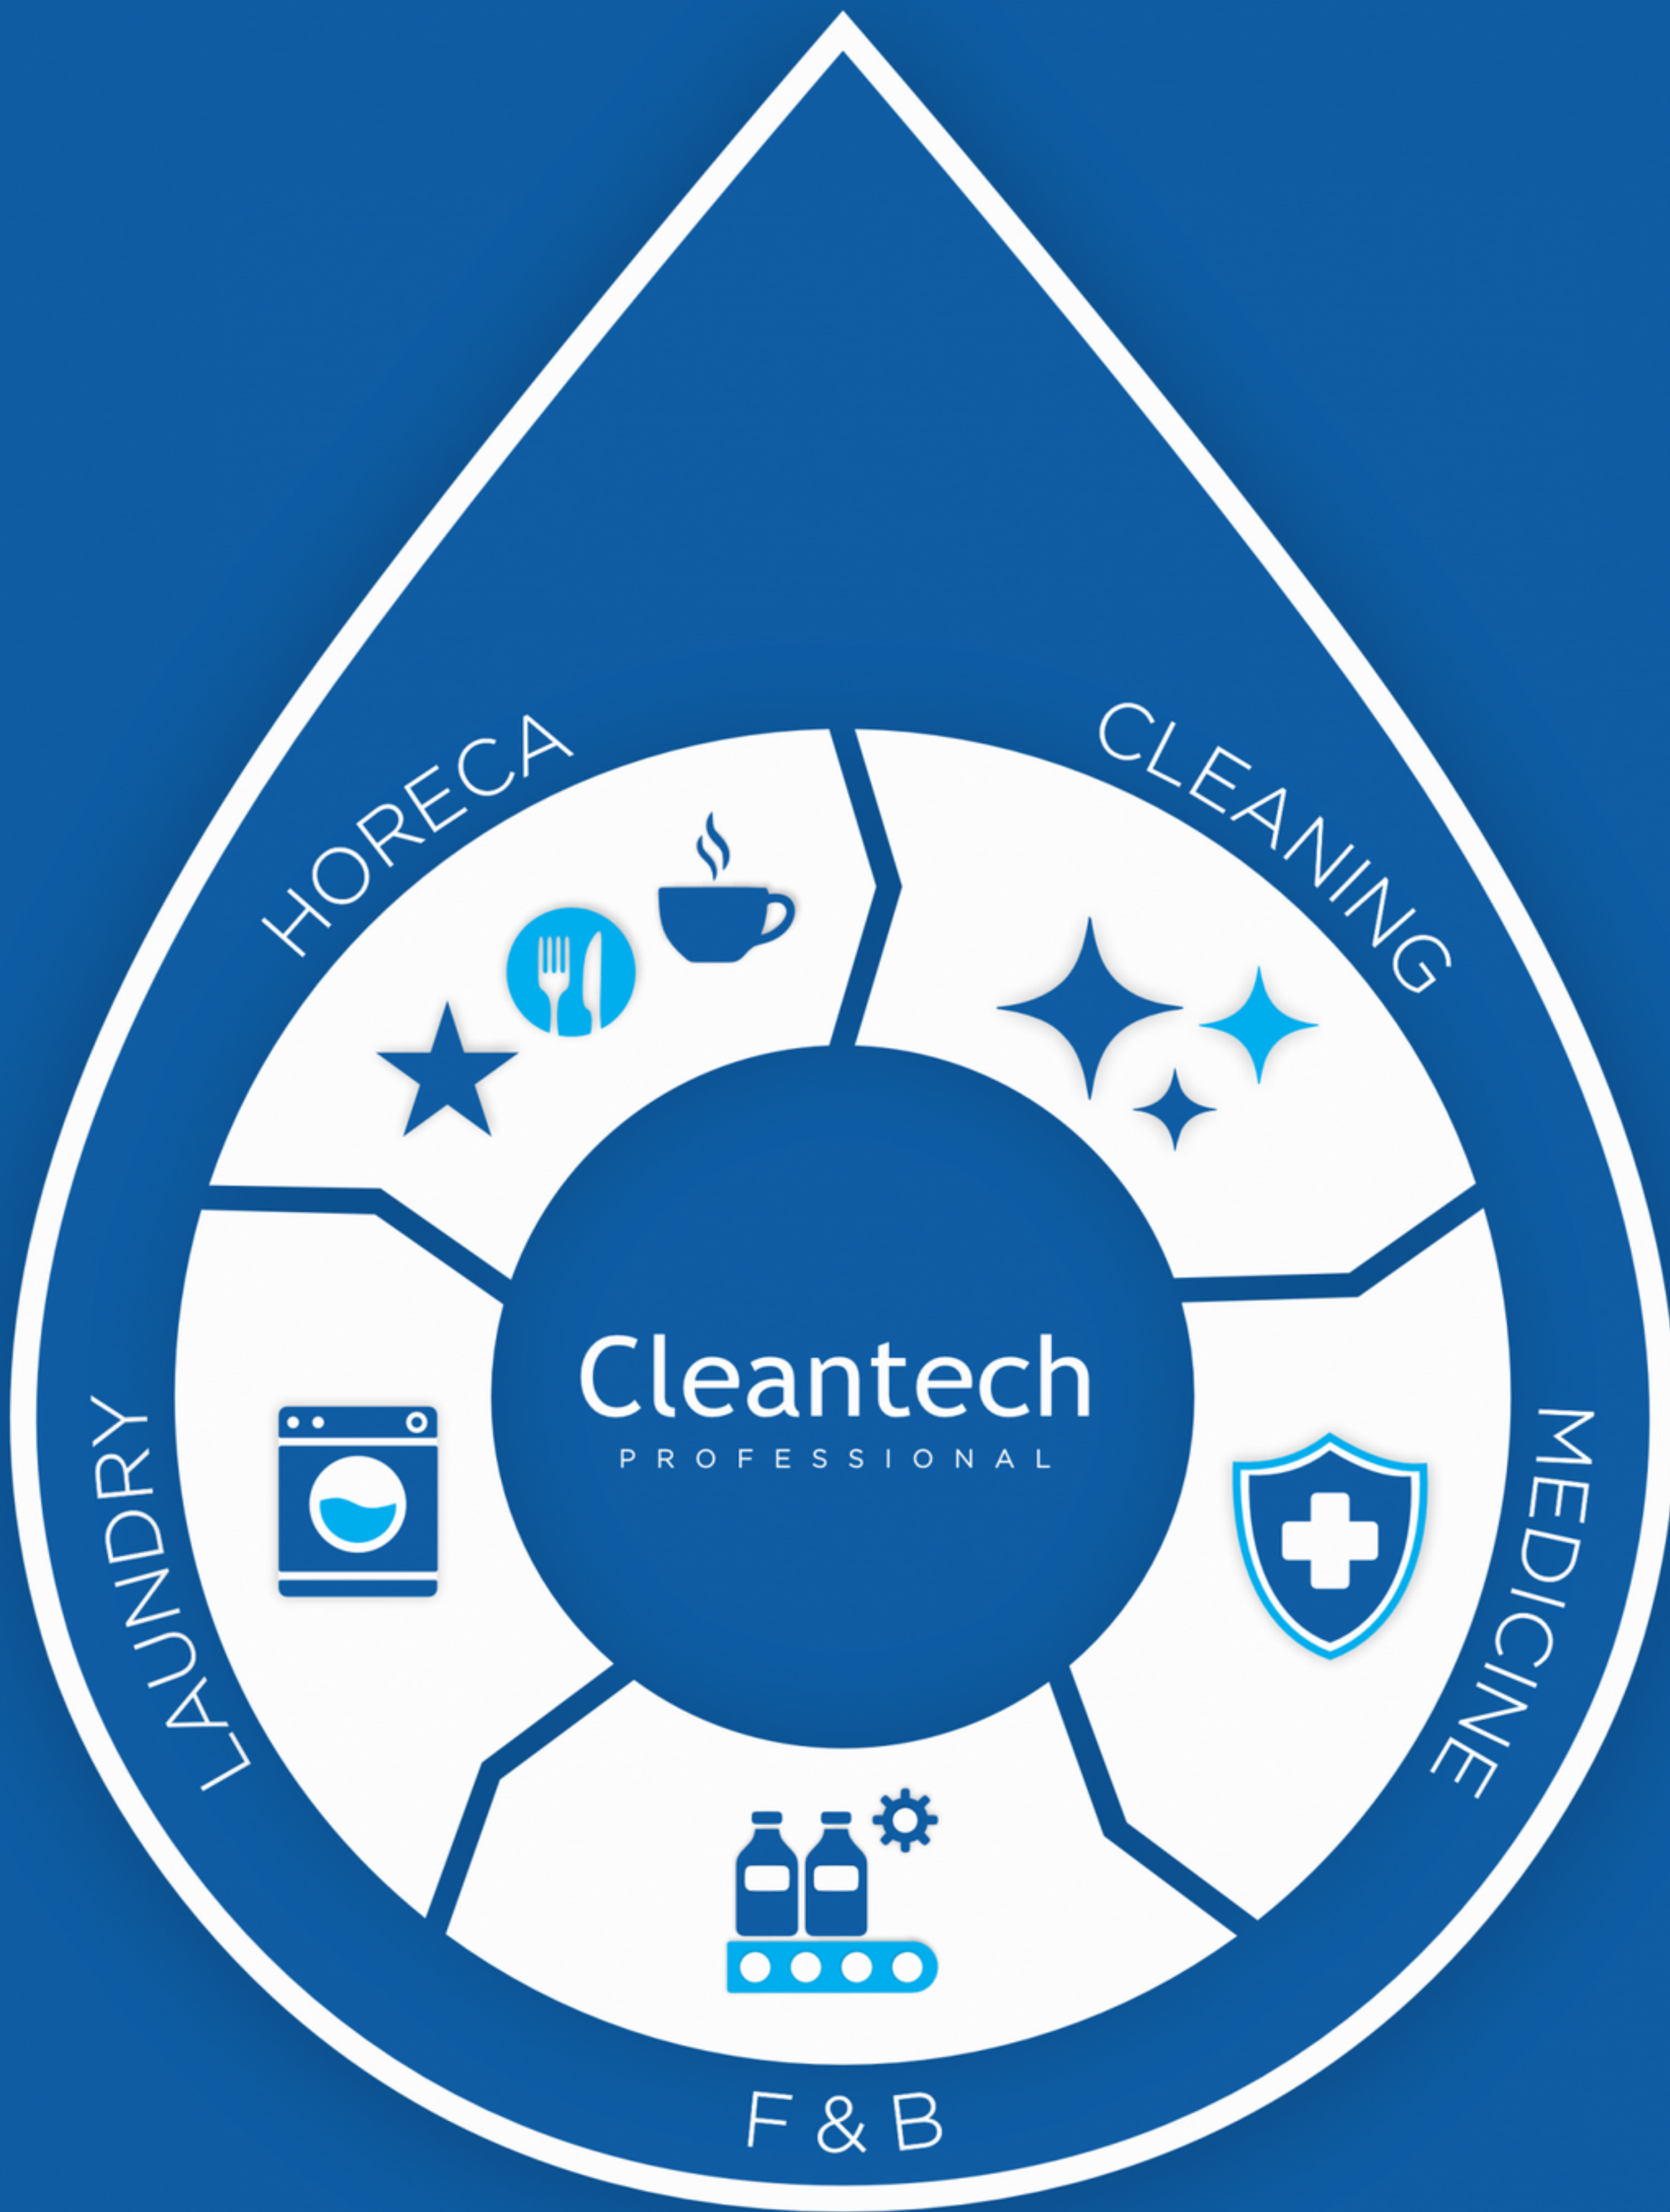 HORECA
CLEANING
Cleantech
PROFESSIONAL
LAUNDRY
MEDICINE
F & B